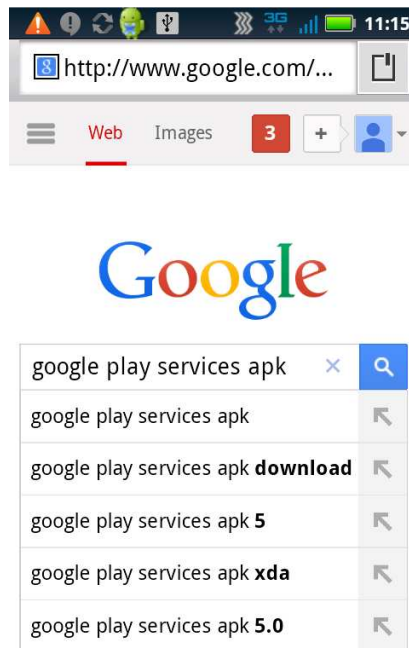 3G 11:15
8 http://www.google.com/...
Web Images 3 +
Google
google play services apk ×
google play services apk
google play services apk download
google play services apk 5
google play services apk xda
google play services apk 5.0